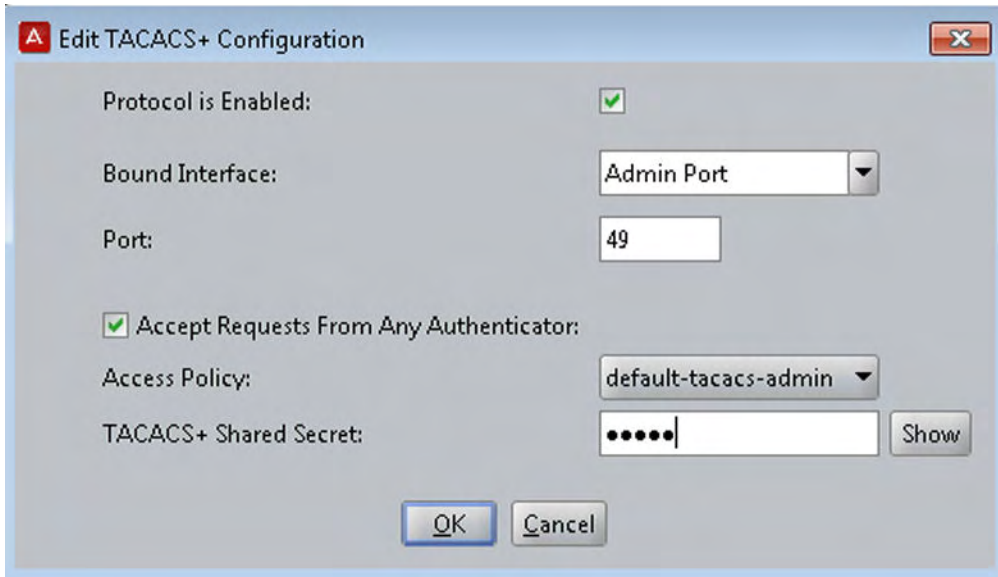 A Edit TACACS+ Configuration
Protocol is Enabled:
Bound Interface: Admin Port
Port: 49
Accept Requests From Any Authenticator:
Access Policy: default-tacacs-admin
TACACS+ Shared Secret: ●●●●● Show
OK Cancel